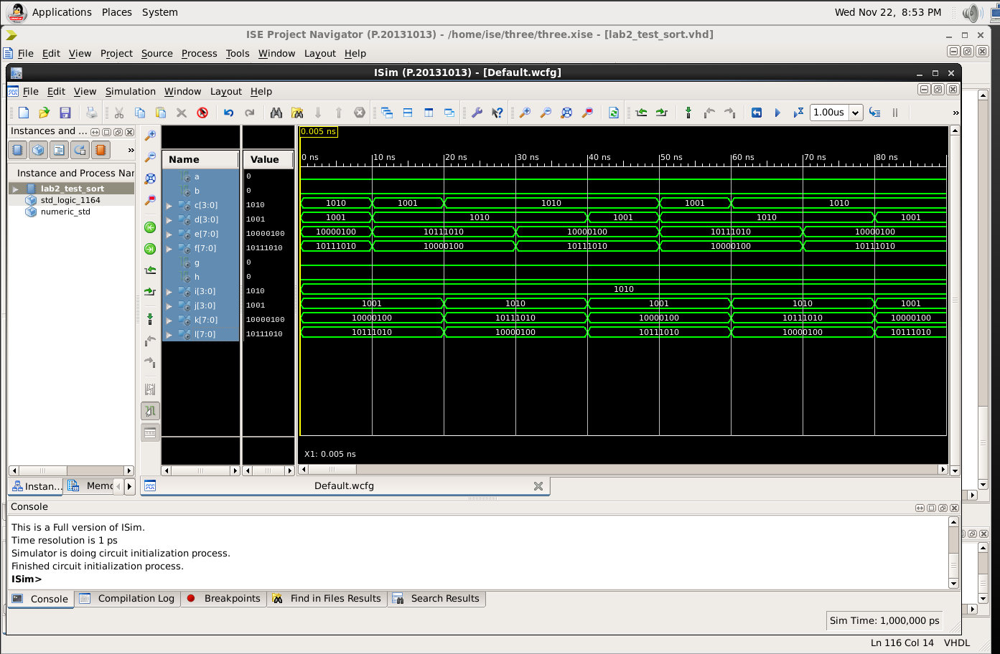 Applications Places System
Wed Nov 22, 8:53 PM
ISE Project Navigator (P.20131013) - /home/ise/three/three.xise - [lab2_test_sort.vhd]
File Edit View Project Source Process Tools Window Layout Help
ISim (P.20131013) - [Default.wcfg]
File Edit View Simulation Window Layout Help
1.00us
»
Instances and ...
»
Instance and Process Nar
lab2_test_sort
std_logic_1164
numeric_std
Name Value
0.005 ns
0 ns 10 ns 20 ns 30 ns 40 ns 50 ns 60 ns 70 ns 80 ns
a 0
b 0
c[3:0] 1010 1010 1001 1010 1001 1010
d[3:0] 1001 1001 1010 1001 1010 1001
e[7:0] 10000100 10000100 10111010 10000100 10111010 10000100
f[7:0] 10111010 10111010 10000100 10111010 10000100 10111010
g 0
h 0
i[3:0] 1010 1010
j[3:0] 1001 1001 1010 1001 1010 1001
k[7:0] 10000100 10000100 10111010 10000100 10111010 10000100
l[7:0] 10111010 10111010 10000100 10111010 10000100 10111010
X1: 0.005 ns
Instan... Memo
Default.wcfg
Console
This is a Full version of ISim.
Time resolution is 1 ps
Simulator is doing circuit initialization process.
Finished circuit initialization process.
ISim>
Console Compilation Log Breakpoints Find in Files Results Search Results
Sim Time: 1,000,000 ps
Ln 116 Col 14 VHDL